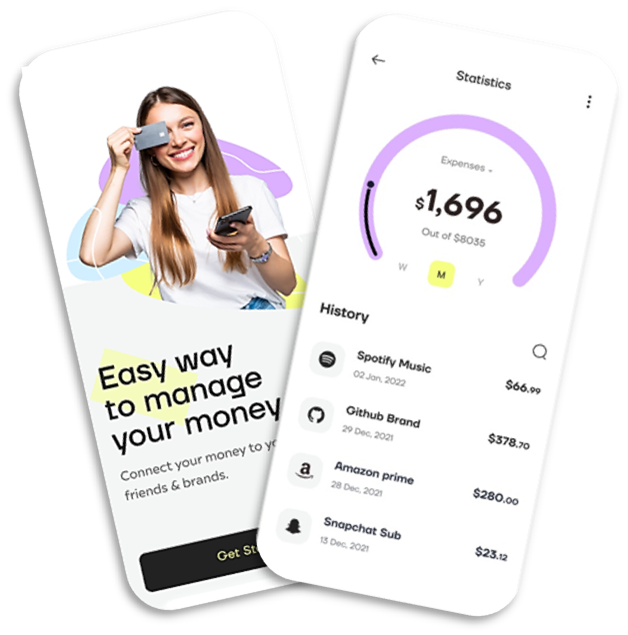 Easy way
to manage
your money
Connect your money to
friends & brands.
Get
Statistics
Expenses
$1,696
Out of $8035
W M Y
History
Spotify Music
02 Jan, 2022
$66.99
Github Brand
29 Dec, 2021
$378.70
Amazon prime
28 Dec, 2021
$280.00
Snapchat Sub
13 Dec, 2021
$23.12